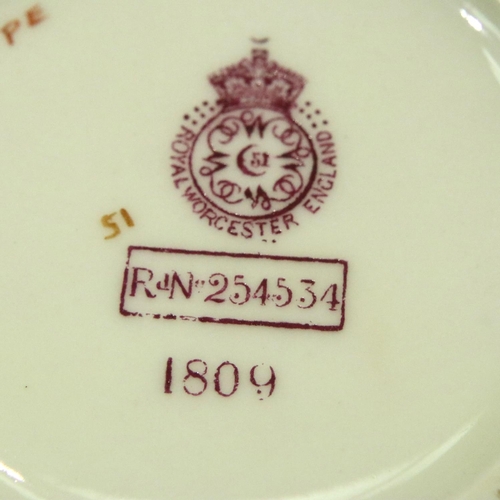 PE
ROYAL WORCESTER ENGLAND
W W W W
51
51
RdNo 254534
1809